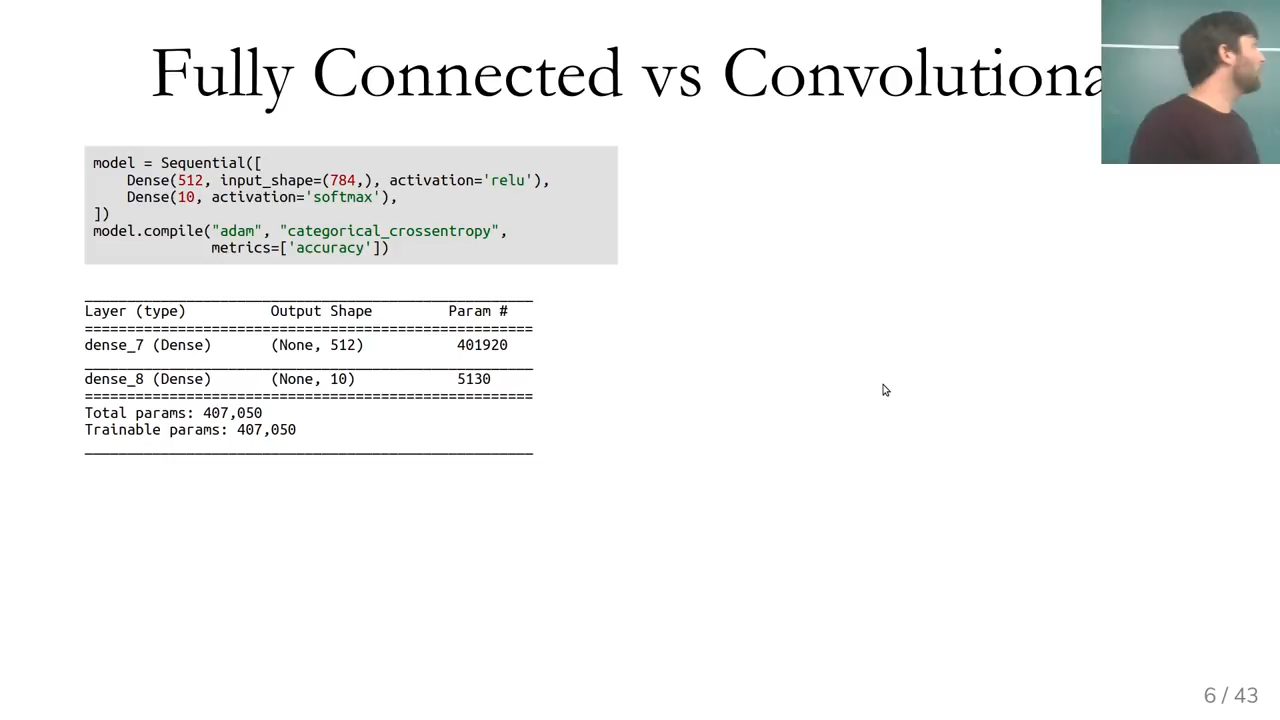 Fully Connected vs Convolutiona
model = Sequential([
    Dense(512, input_shape=(784,), activation='relu'),
    Dense(10, activation='softmax'),
])
model.compile("adam", "categorical_crossentropy",
              metrics=['accuracy'])
Layer (type)          Output Shape         Param #
dense_7 (Dense)       (None, 512)           401920
dense_8 (Dense)       (None, 10)            5130
Total params: 407,050
Trainable params: 407,050
6 / 43